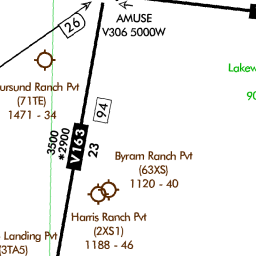 26
AMUSE
V306 5000W
Lakew
ursund Ranch Pvt
(71TE)
1471 - 34
90
94
3500
*2900
V163
23
Byram Ranch Pvt
(63XS)
1120 - 40
Harris Ranch Pvt
(2XS1)
1188 - 46
Landing Pvt
(3TA5)